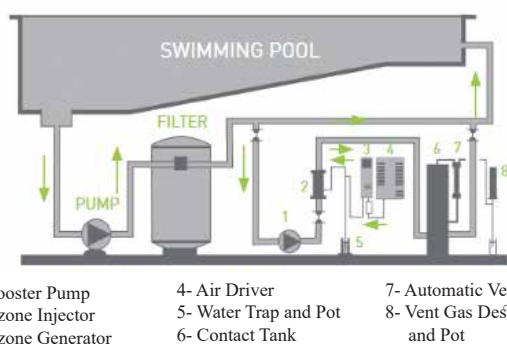 SWIMMING POOL
FILTER
PUMP
1
2
3 4
5
6 7
8
ooster Pump
zone Injector
zone Generator
4- Air Driver
5- Water Trap and Pot
6- Contact Tank
7- Automatic Ve
8- Vent Gas Des
and Pot